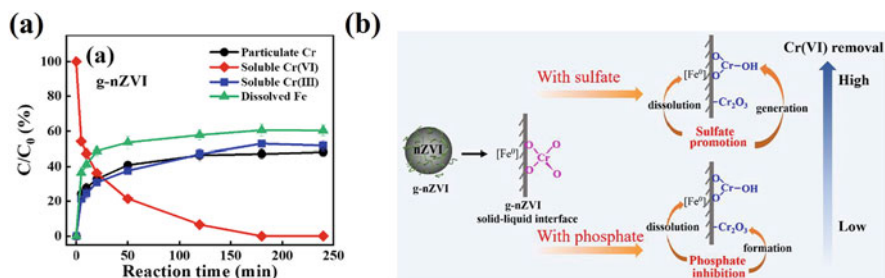 (a)
(a)
g-nZVI
Particulate Cr
Soluble Cr(VI)
Soluble Cr(III)
Dissolved Fe
C/C₀ (%)
100
80
60
40
20
0
0 50 100 150 200 250
Reaction time (min)
(b)
nZVI
g-nZVI
[Fe⁰]
O
O
Cr
O
O
g-nZVI
solid-liquid interface
With sulfate
[Fe⁰]
O
Cr-OH
O
-Cr₂O₃
dissolution
generation
Sulfate
promotion
With phosphate
[Fe⁰]
O
Cr-OH
O
-Cr₂O₃
dissolution
formation
Phosphate
inhibition
Cr(VI) removal
High
Low